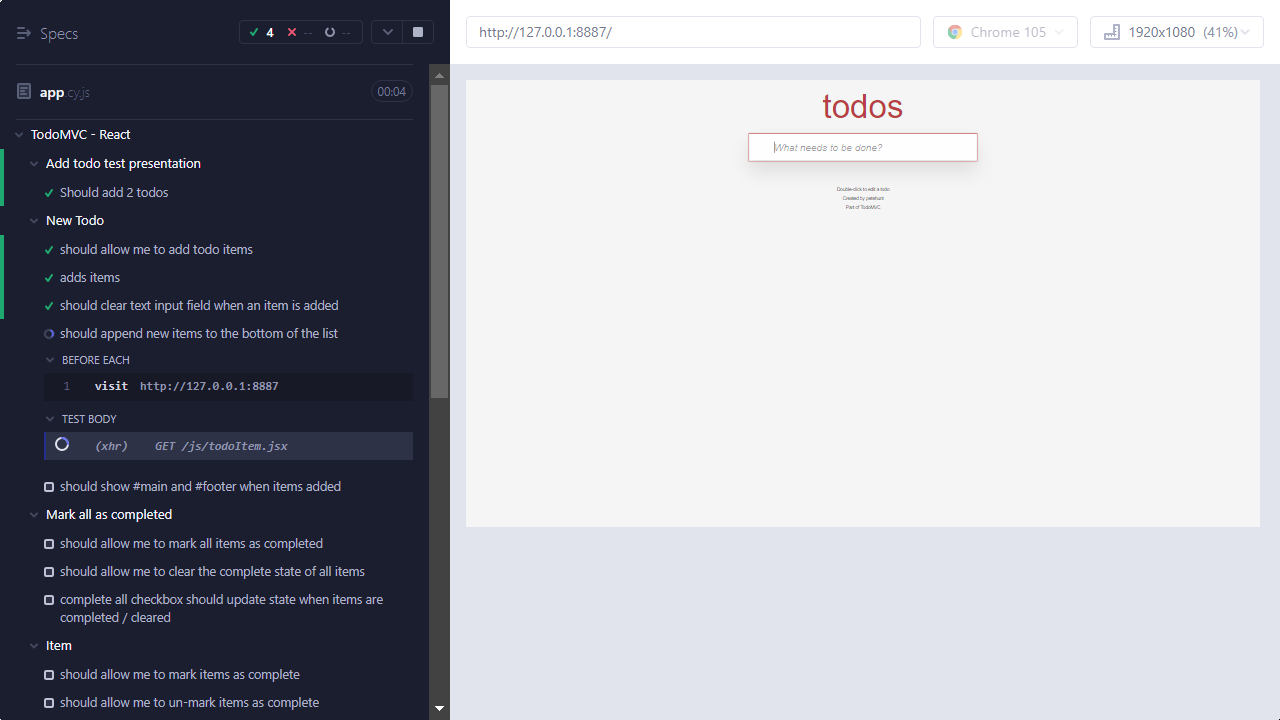 Specs
4 -- --
app.cy.js
00:04
TodoMVC - React
Add todo test presentation
Should add 2 todos
New Todo
should allow me to add todo items
adds items
should clear text input field when an item is added
should append new items to the bottom of the list
BEFORE EACH
1 visit http://127.0.0.1:8887
TEST BODY
(xhr) GET /js/todoItem.jsx
should show #main and #footer when items added
Mark all as completed
should allow me to mark all items as completed
should allow me to clear the complete state of all items
complete all checkbox should update state when items are
completed / cleared
Item
should allow me to mark items as complete
should allow me to un-mark items as complete
http://127.0.0.1:8887/
Chrome 105
1920x1080 (41%)
todos
What needs to be done?
Double-click to edit a todo
Created by petehunt
Part of TodoMVC